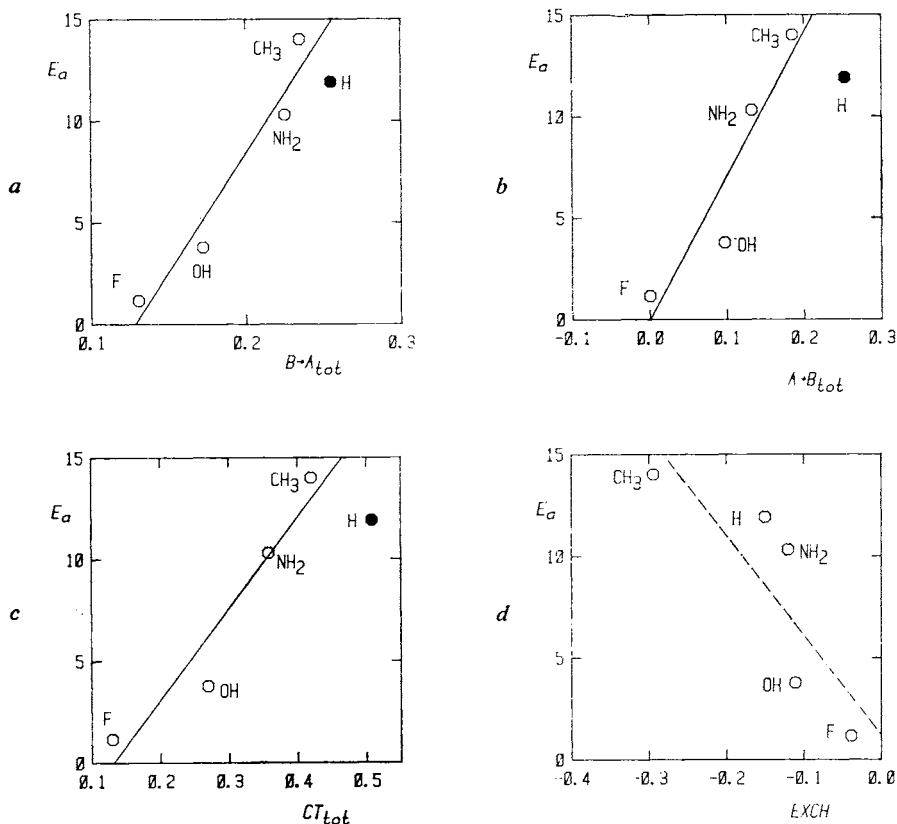 15
CH3
Ea
H
10
NH2
a
5
F
OH
0
0.1
0.2
0.3
B→Atot
15
CH3
Ea
H
NH2
10
b
5
OH
F
0
-0.1
0.0
0.1
0.2
0.3
A→Btot
15
CH3
Ea
H
10
NH2
c
5
OH
F
0
0.1
0.2
0.3
0.4
0.5
CTtot
15
CH3
Ea
H
10
NH2
d
5
OH
F
0
-0.4
-0.3
-0.2
-0.1
0.0
EXCH